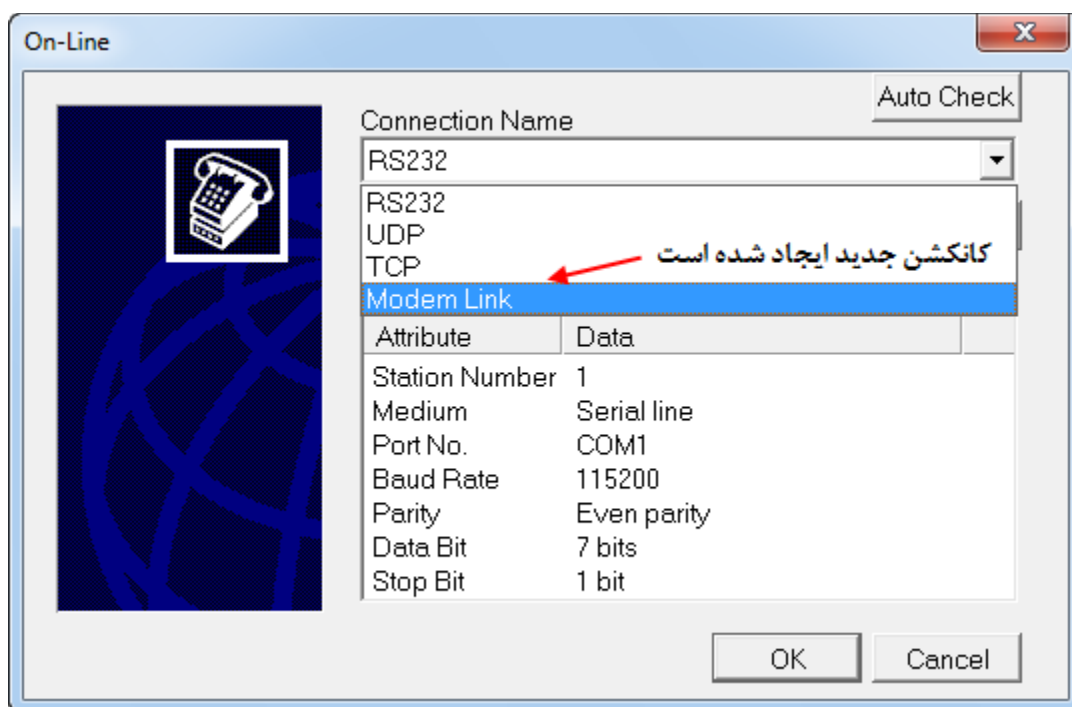 On-Line
Auto Check
Connection Name
RS232
RS232
UDP
TCP
کانکشن جدید ایجاد شده است
Modem Link
Attribute Data
Station Number 1
Medium Serial line
Port No. COM1
Baud Rate 115200
Parity Even parity
Data Bit 7 bits
Stop Bit 1 bit
OK Cancel